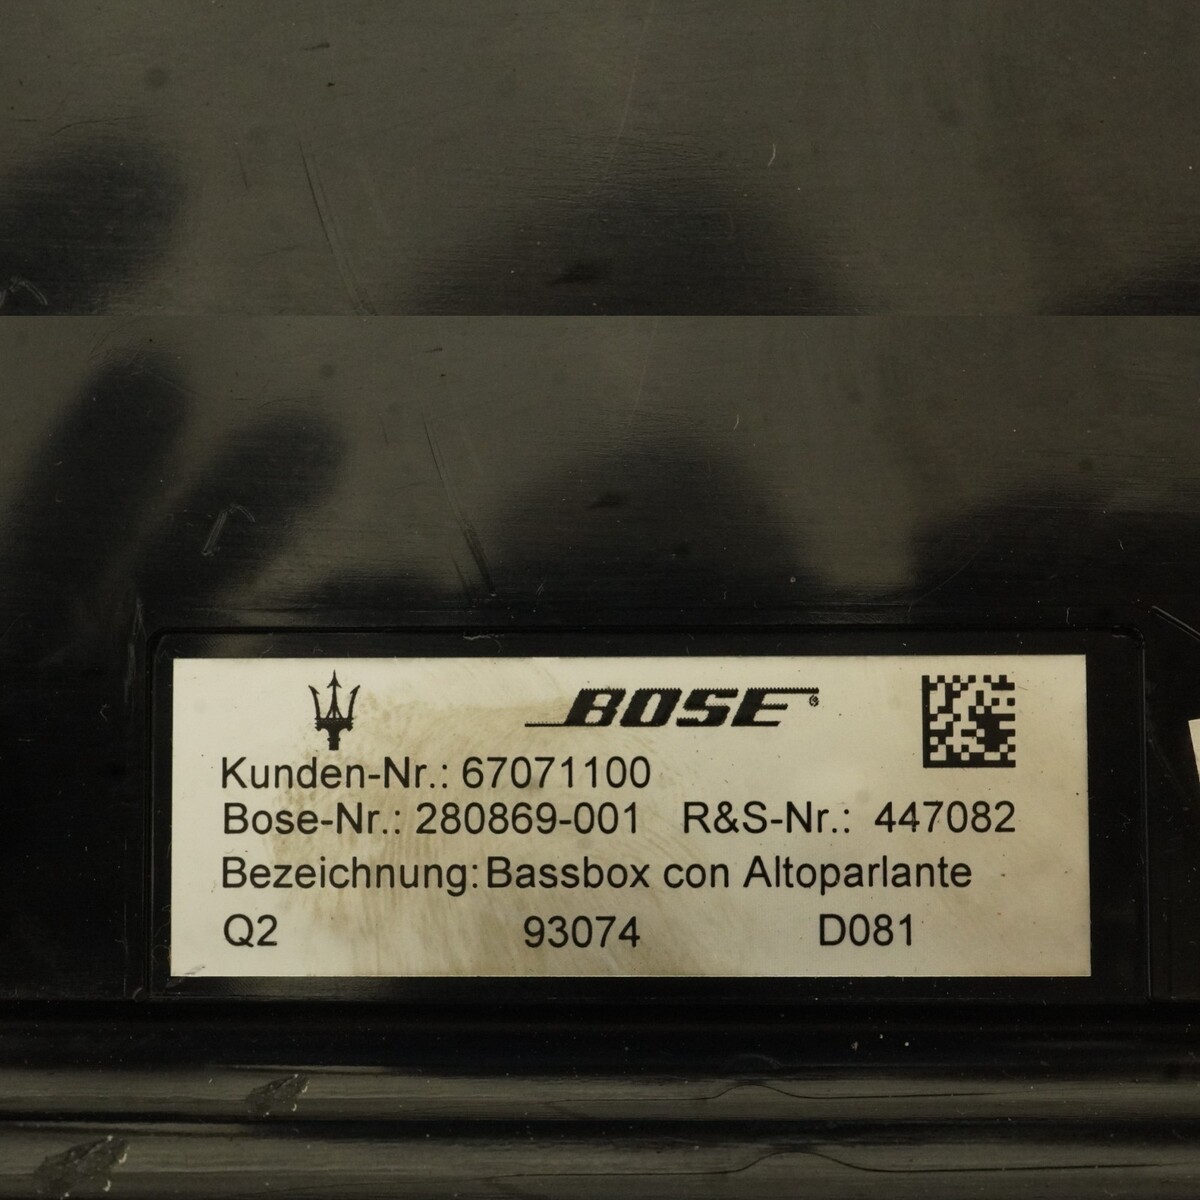 BOSE®
Kunden-Nr.: 67071100
Bose-Nr.: 280869-001 R&S-Nr.: 447082
Bezeichnung: Bassbox con Altoparlante
Q2 93074 D081